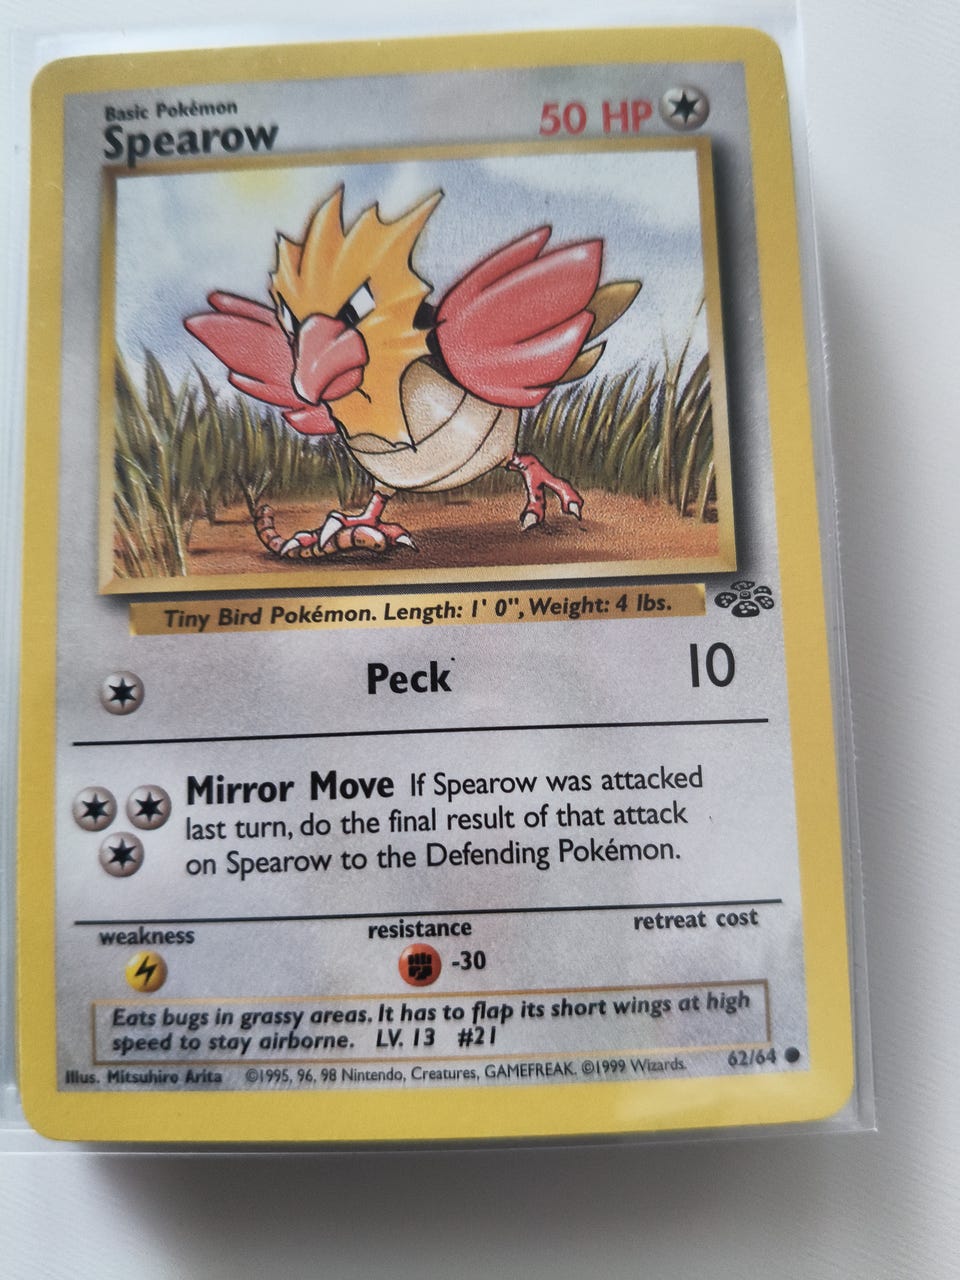 Basic Pokémon
Spearow
50 HP
Tiny Bird Pokémon. Length: 1' 0", Weight: 4 lbs.
Peck 10
Mirror Move If Spearow was attacked
last turn, do the final result of that attack
on Spearow to the Defending Pokémon.
weakness resistance retreat cost
-30
Eats bugs in grassy areas. It has to flap its short wings at high
speed to stay airborne. LV. 13 #21
Illus. Mitsuhiro Arita ©1995, 96, 98 Nintendo, Creatures, GAMEFREAK. ©1999 Wizards. 62/64